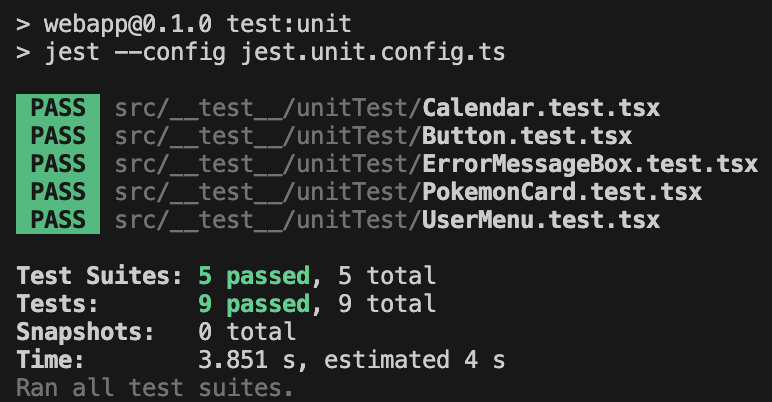 > webapp@0.1.0 test:unit
> jest --config jest.unit.config.ts
PASS src/__test__/unitTest/Calendar.test.tsx
PASS src/__test__/unitTest/Button.test.tsx
PASS src/__test__/unitTest/ErrorMessageBox.test.tsx
PASS src/__test__/unitTest/PokemonCard.test.tsx
PASS src/__test__/unitTest/UserMenu.test.tsx
Test Suites: 5 passed, 5 total
Tests: 9 passed, 9 total
Snapshots: 0 total
Time: 3.851 s, estimated 4 s
Ran all test suites.